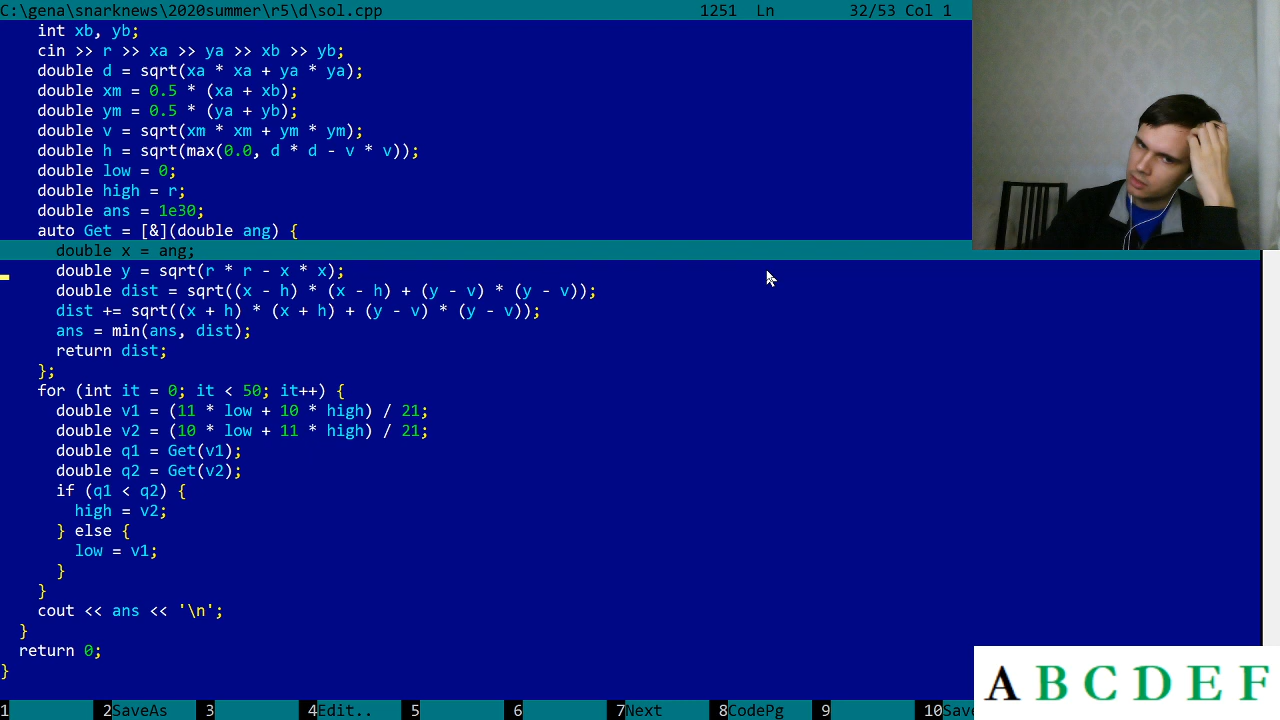 C:\gena\snarknews\2020summer\r5\d\sol.cpp 1251 Ln 32/53 Col 1
int xb, yb;
cin >> r >> xa >> ya >> xb >> yb;
double d = sqrt(xa * xa + ya * ya);
double xm = 0.5 * (xa + xb);
double ym = 0.5 * (ya + yb);
double v = sqrt(xm * xm + ym * ym);
double h = sqrt(max(0.0, d * d - v * v));
double low = 0;
double high = r;
double ans = 1e30;
auto Get = [&](double ang) {
double x = ang;
double y = sqrt(r * r - x * x);
double dist = sqrt((x - h) * (x - h) + (y - v) * (y - v));
dist += sqrt((x + h) * (x + h) + (y - v) * (y - v));
ans = min(ans, dist);
return dist;
};
for (int it = 0; it < 50; it++) {
double v1 = (11 * low + 10 * high) / 21;
double v2 = (10 * low + 11 * high) / 21;
double q1 = Get(v1);
double q2 = Get(v2);
if (q1 < q2) {
high = v2;
} else {
low = v1;
}
}
cout << ans << '\n';
}
return 0;
}
A B C D E F
1 2SaveAs 3 4Edit.. 5 6 7Next 8CodePg 9 10Save